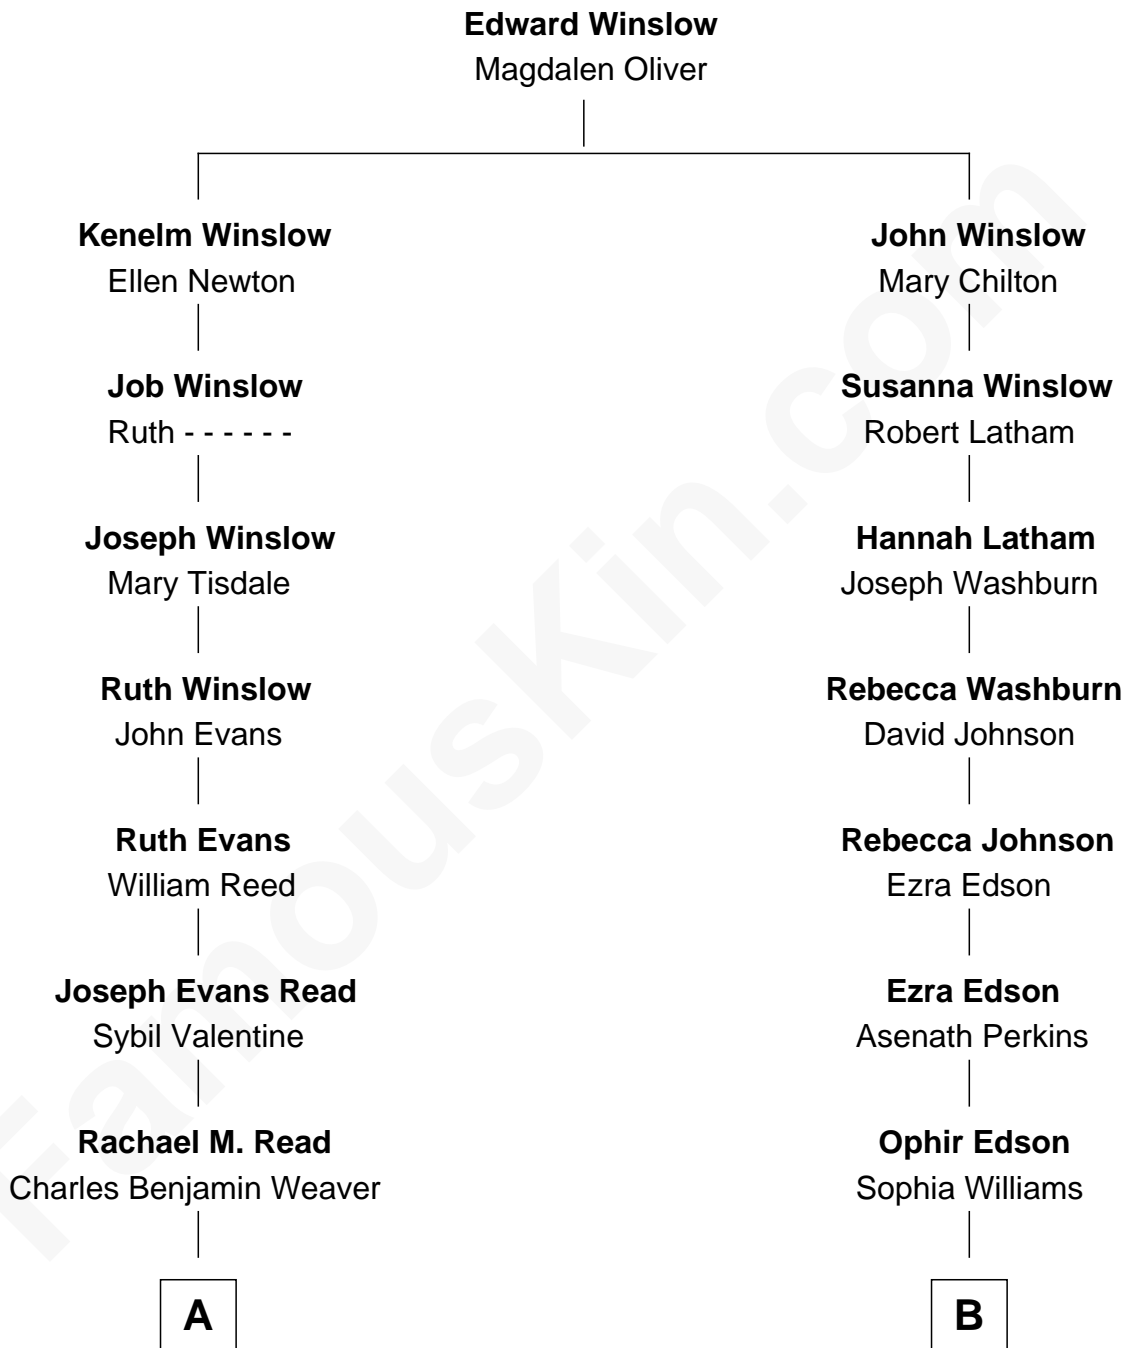 Edward Winslow
Magdalen Oliver
Kenelm Winslow
Ellen Newton
John Winslow
Mary Chilton
Job Winslow
Ruth - - - - - -
Susanna Winslow
Robert Latham
Joseph Winslow
Mary Tisdale
Hannah Latham
Joseph Washburn
Ruth Winslow
John Evans
Rebecca Washburn
David Johnson
Ruth Evans
William Reed
Rebecca Johnson
Ezra Edson
Joseph Evans Read
Sybil Valentine
Ezra Edson
Asenath Perkins
Rachael M. Read
Charles Benjamin Weaver
Ophir Edson
Sophia Williams
A
B
FamousKin.com